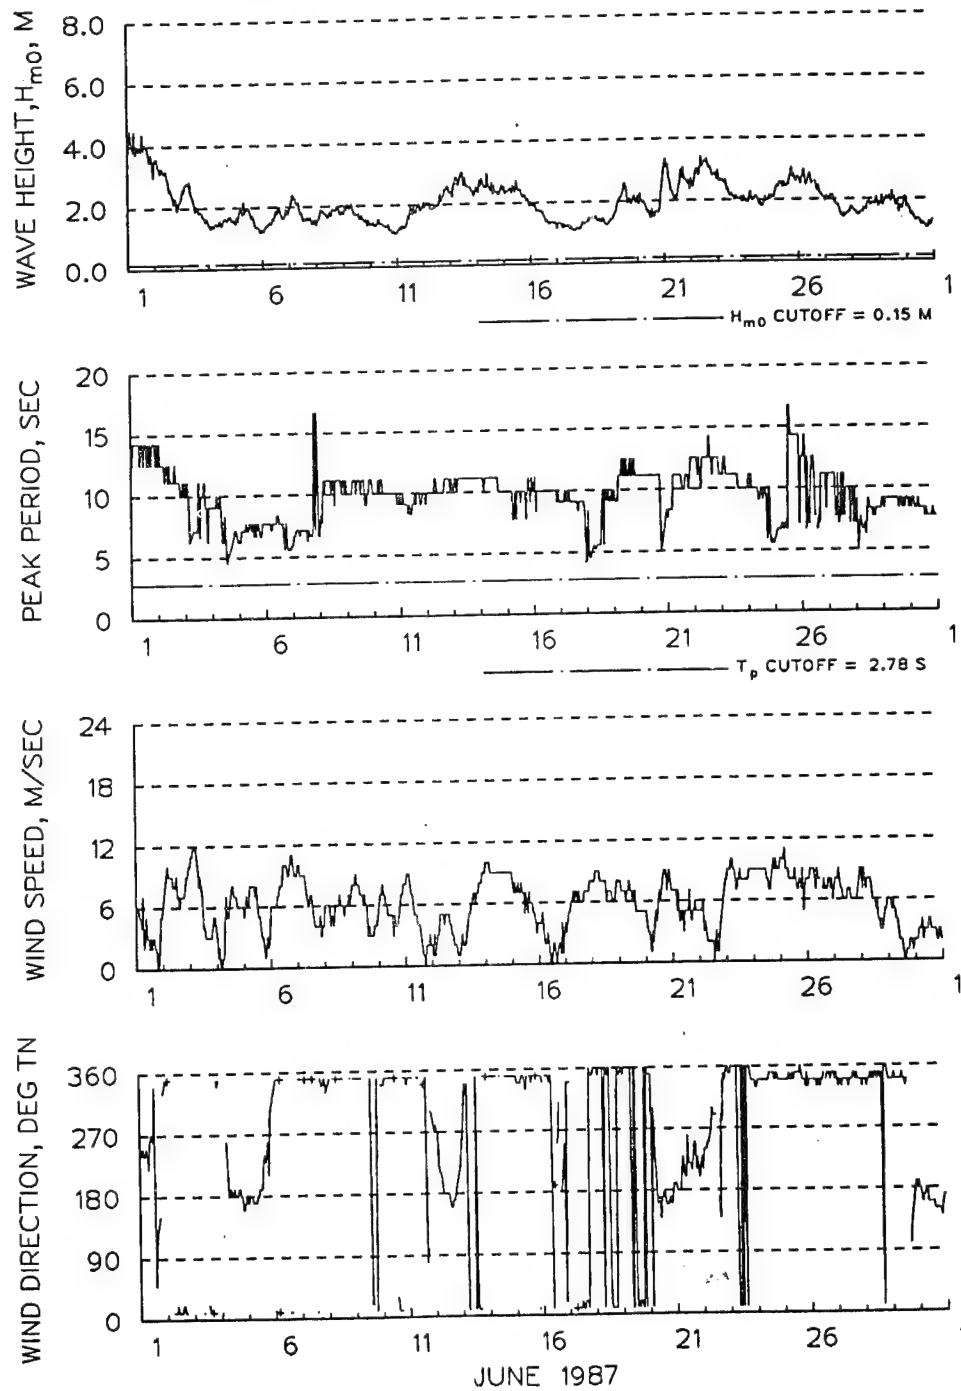 WAVE HEIGHT,Hm0, M
8.0
6.0
4.0
2.0
0.0
1 6 11 16 21 26 1
Hm0 CUTOFF = 0.15 M
PEAK PERIOD, SEC
20
15
10
5
0
1 6 11 16 21 26 1
Tp CUTOFF = 2.78 S
WIND SPEED, M/SEC
24
18
12
6
0
1 6 11 16 21 26 1
WIND DIRECTION, DEG TN
360
270
180
90
0
1 6 11 16 21 26
JUNE 1987